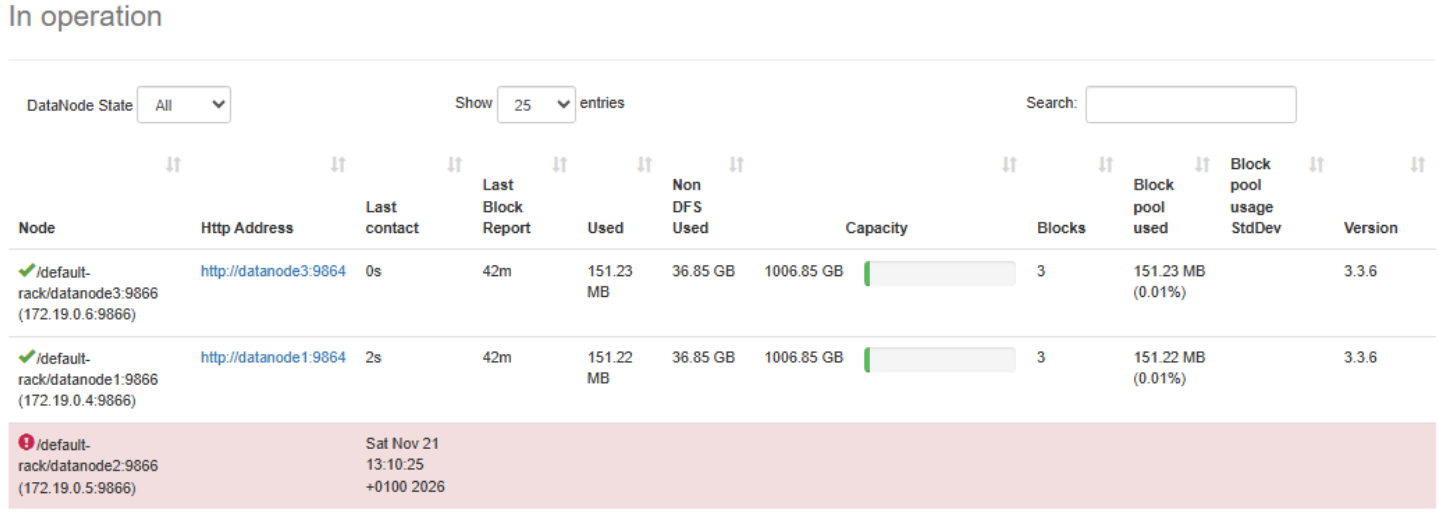 In operation
DataNode State All Show 25 entries Search:
Node Http Address Last contact Last Block Report Used Non DFS Used Capacity Blocks Block pool used Block pool usage StdDev Version
/default- http://datanode3:9864 0s 42m 151.23 36.85 GB 1006.85 GB 3 151.23 MB 3.3.6
rack/datanode3:9866 MB (0.01%)
(172.19.0.6:9866)
/default- http://datanode1:9864 2s 42m 151.22 36.85 GB 1006.85 GB 3 151.22 MB 3.3.6
rack/datanode1:9866 MB (0.01%)
(172.19.0.4:9866)
/default- Sat Nov 21
rack/datanode2:9866 13:10:25
(172.19.0.5:9866) +0100 2026